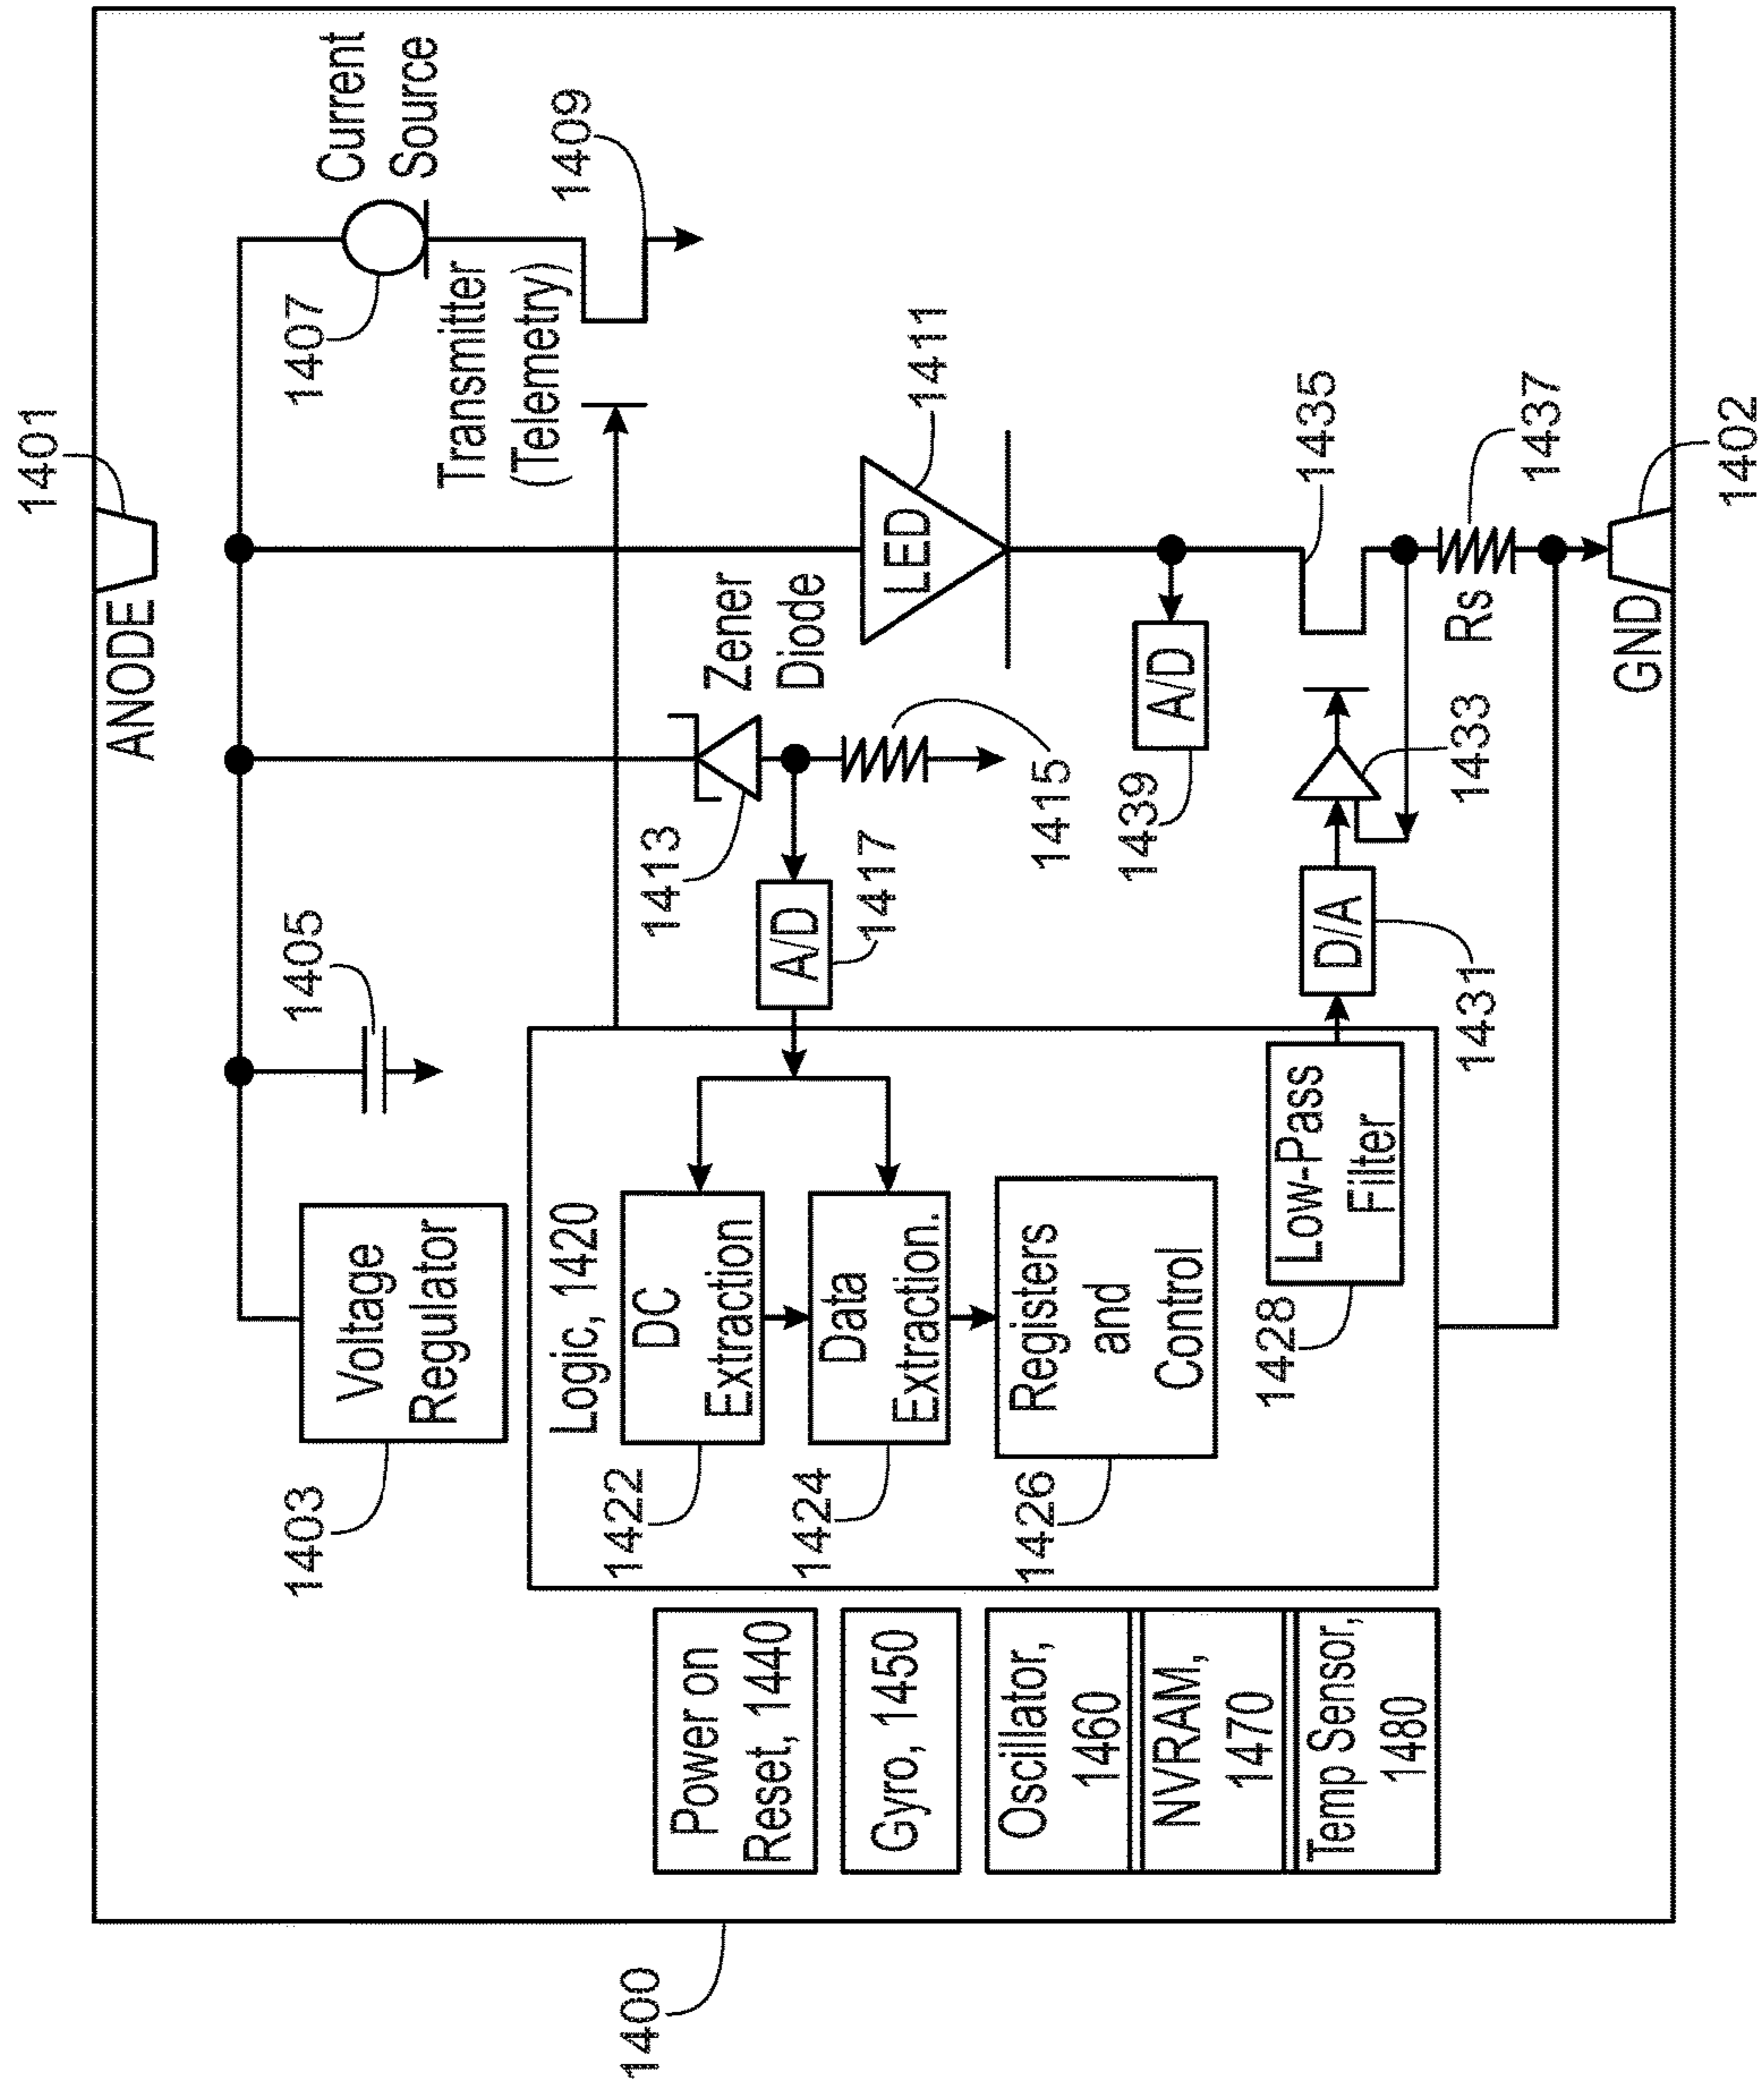 1400
Power on
Reset, 1440
Gyro, 1450
Oscillator,
1460
NVRAM,
1470
Temp Sensor,
1480
1403
Voltage
Regulator
1405
Logic, 1420
1422
DC
Extraction
1424
Data
Extraction.
1426
Registers
and
Control
1428
Low-Pass
Filter
ANODE
1401
1413
Zener
Diode
A/D
1417
1415
1407
Current
Source
Transmitter
(Telemetry)
1409
LED
1411
A/D
1439
D/A
1431
1433
1435
Rs
1437
GND
1402